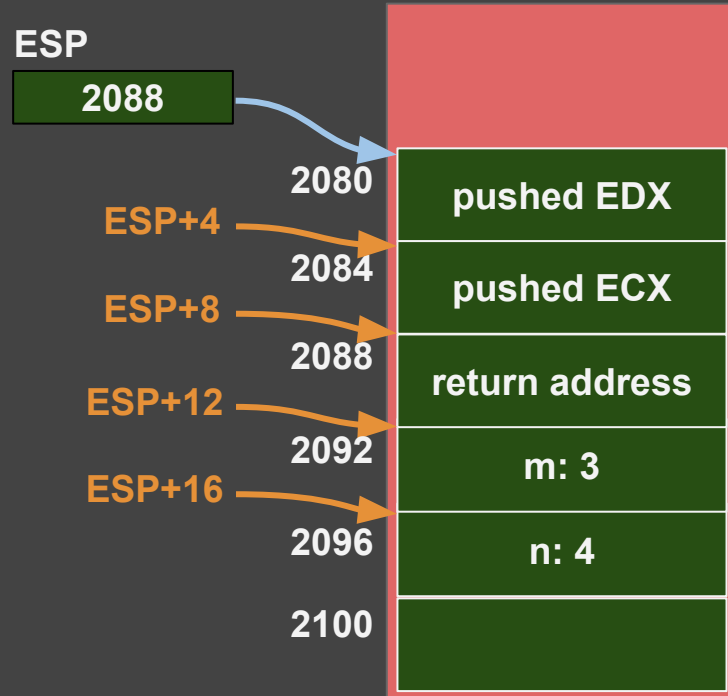 ESP
2088
2080
pushed EDX
ESP+4
2084
pushed ECX
ESP+8
2088
return address
ESP+12
2092
m: 3
ESP+16
2096
n: 4
2100